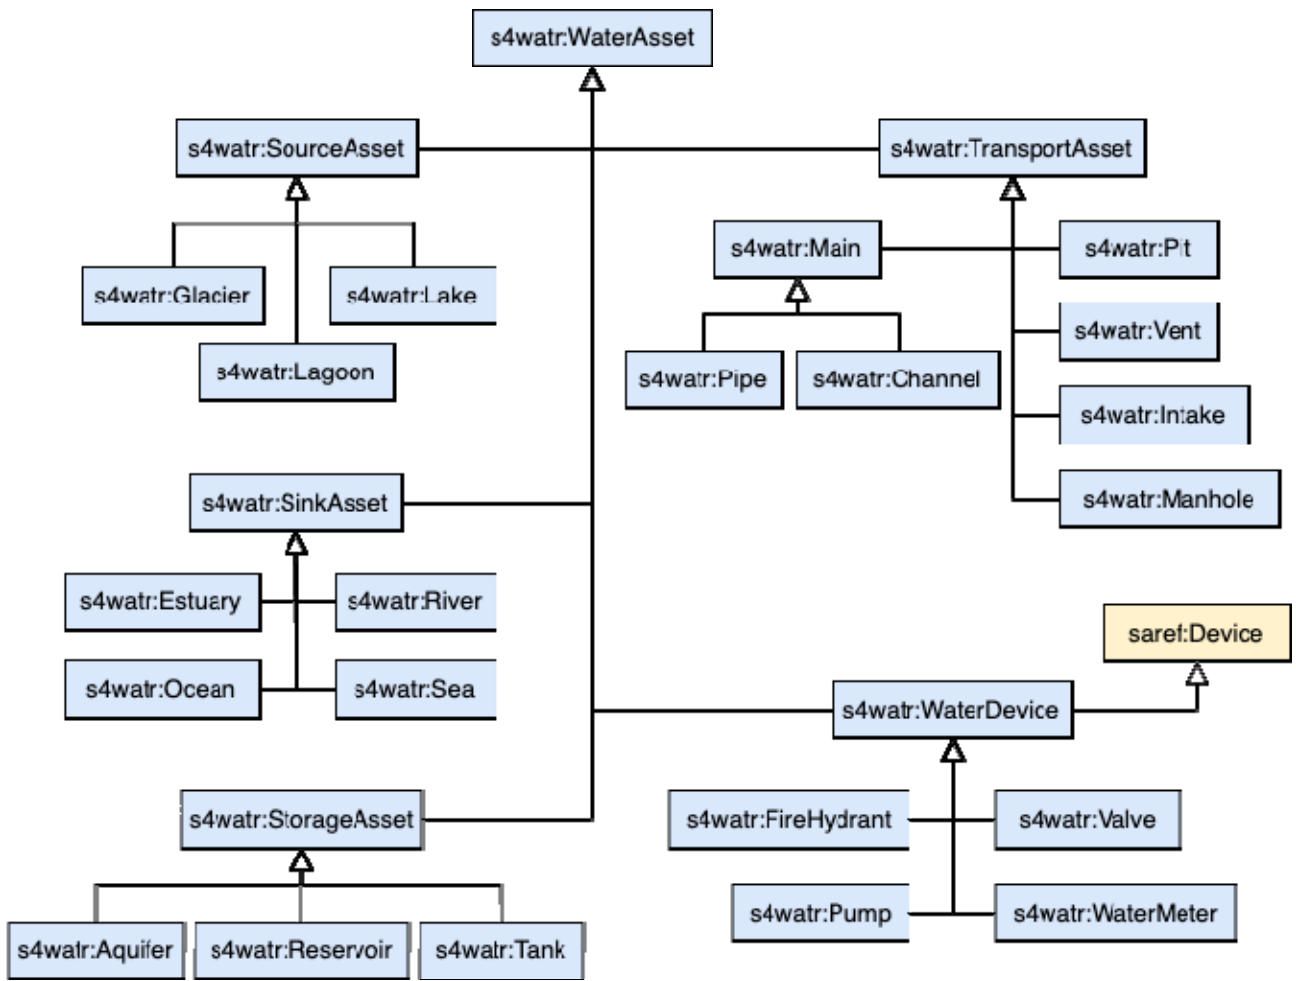 s4watr:WaterAsset
s4watr:SourceAsset
s4watr:TransportAsset
s4watr:Main
s4watr:Pit
s4watr:Glacier
s4watr:Lake
s4watr:Vent
s4watr:Lagoon
s4watr:Pipe
s4watr:Channel
s4watr:Intake
s4watr:SinkAsset
s4watr:Manhole
s4watr:Estuary
s4watr:River
saref:Device
s4watr:Ocean
s4watr:Sea
s4watr:WaterDevice
s4watr:StorageAsset
s4watr:FireHydrant
s4watr:Valve
s4watr:Pump
s4watr:WaterMeter
s4watr:Aquifer
s4watr:Reservoir
s4watr:Tank